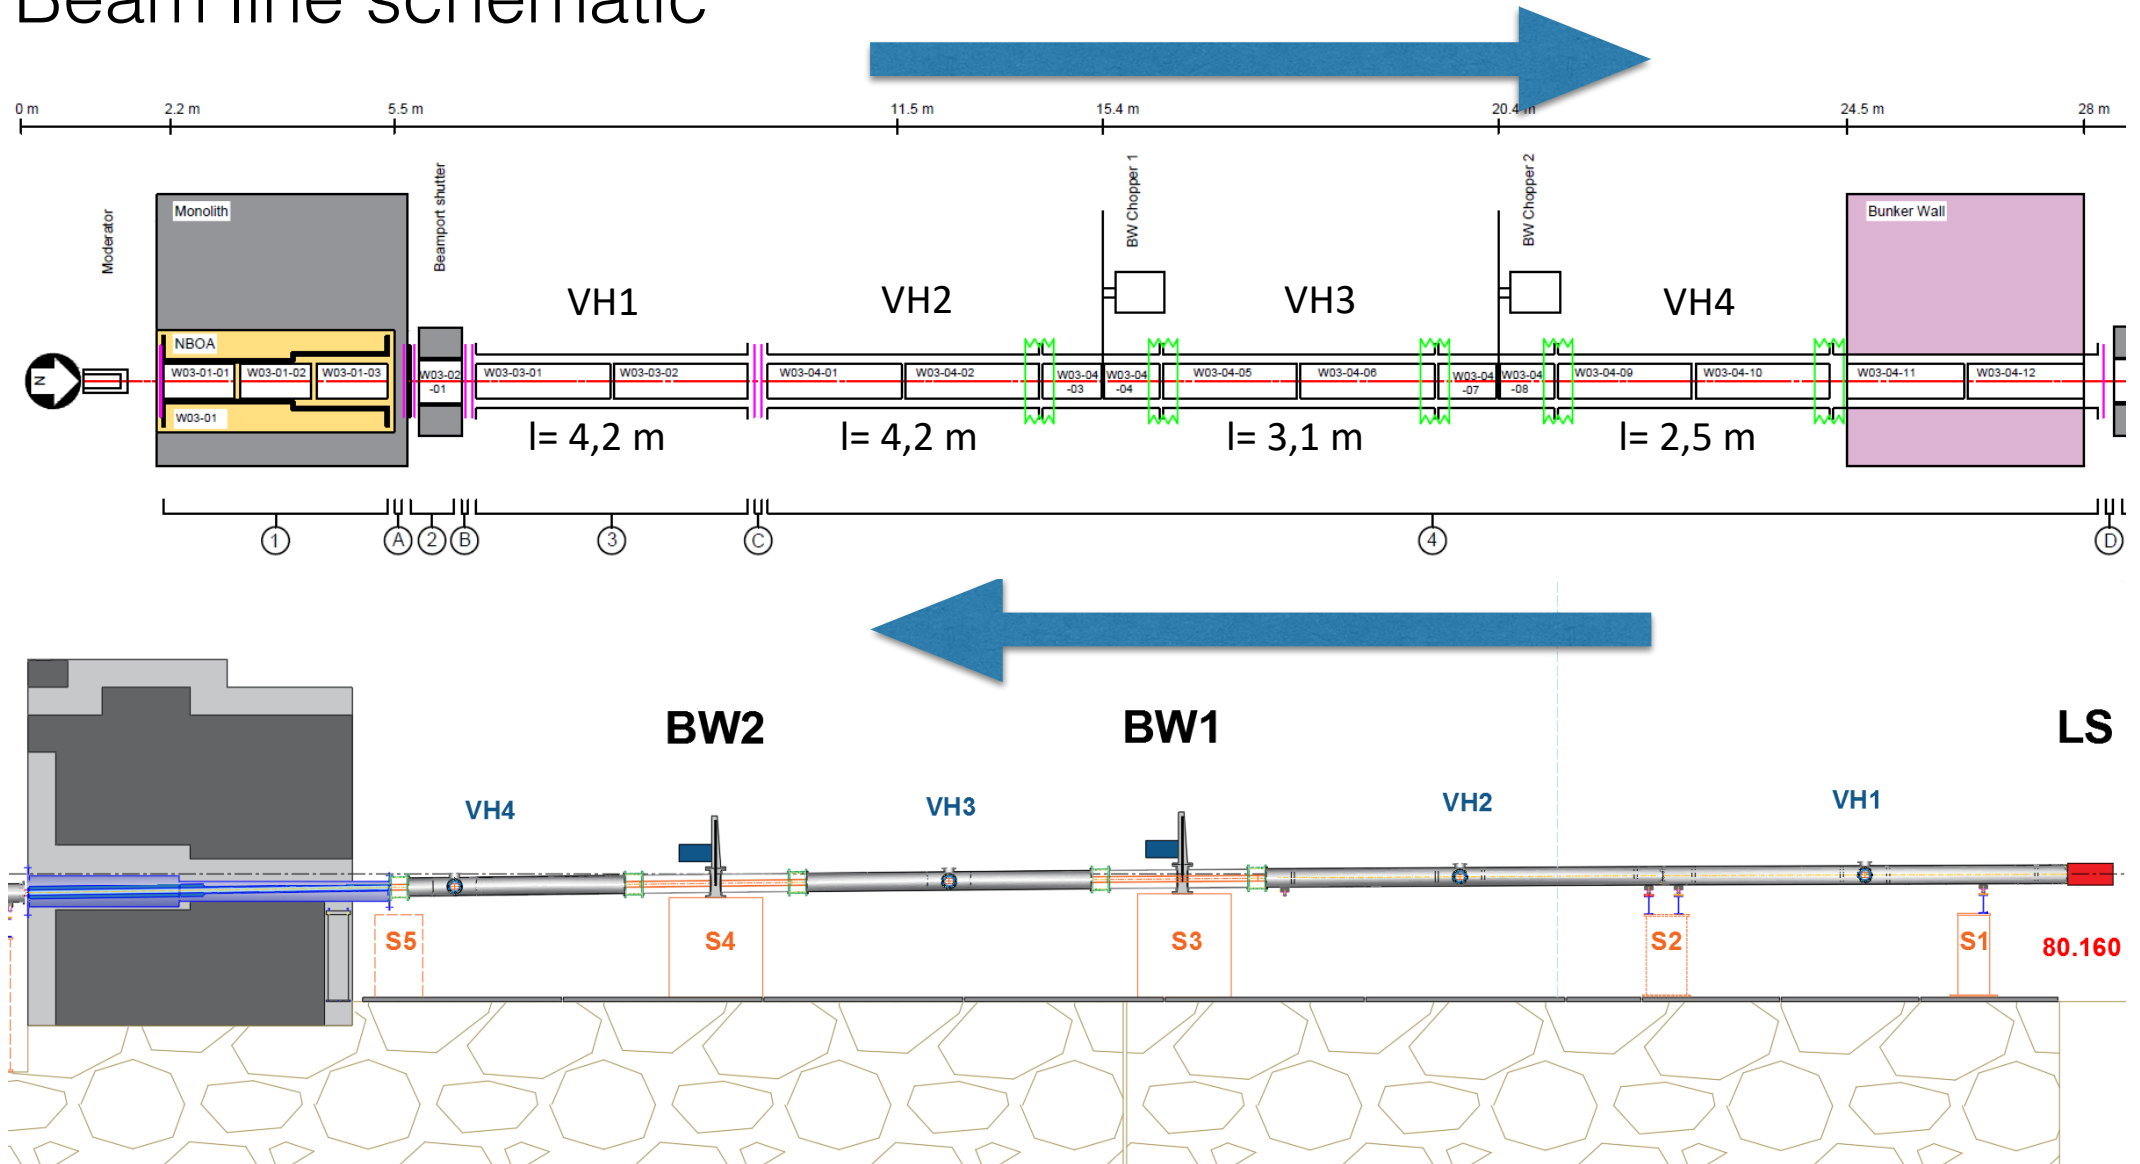 Beam line schematic
0 m 2.2 m 5.5 m 11.5 m 15.4 m 20.4 m 24.5 m 28 m
Moderator
Monolith
Beamport shutter
BW Chopper 1
BW Chopper 2
Bunker Wall
VH1 VH2 VH3 VH4
NBOA
N
W03-01-01 W03-01-02 W03-01-03 W03-02 -01 W03-03-01 W03-03-02 W03-04-01 W03-04-02 W03-04 -03 W03-04 -04 W03-04-05 W03-04-06 W03-04 -07 W03-04 -08 W03-04-09 W03-04-10 W03-04-11 W03-04-12
W03-01
l= 4,2 m l= 4,2 m l= 3,1 m l= 2,5 m
1 A 2 B 3 C 4 D
BW2 BW1 LS
VH4 VH3 VH2 VH1
S5 S4 S3 S2 S1 80.160